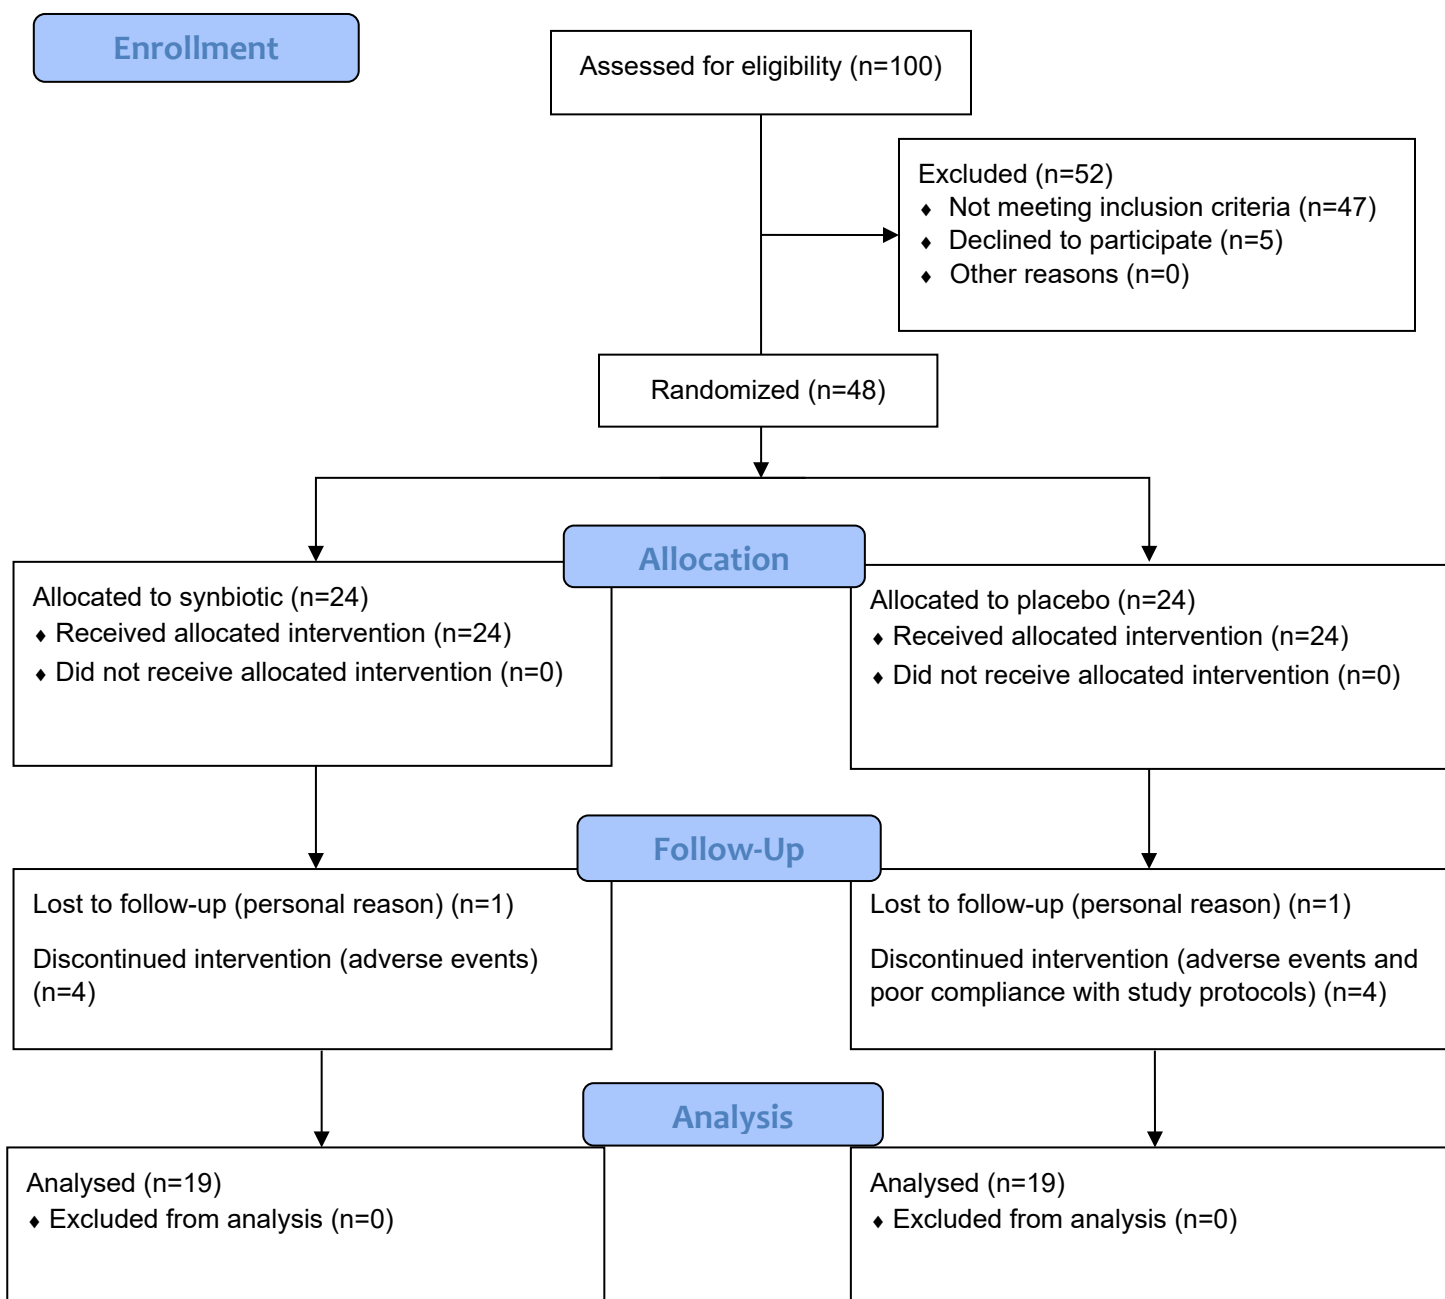 Enrollment
Assessed for eligibility (n=100)
Excluded (n=52)
♦ Not meeting inclusion criteria (n=47)
♦ Declined to participate (n=5)
♦ Other reasons (n=0)
Randomized (n=48)
Allocation
Allocated to synbiotic (n=24)
♦ Received allocated intervention (n=24)
♦ Did not receive allocated intervention (n=0)
Allocated to placebo (n=24)
♦ Received allocated intervention (n=24)
♦ Did not receive allocated intervention (n=0)
Follow-Up
Lost to follow-up (personal reason) (n=1)
Discontinued intervention (adverse events)
(n=4)
Lost to follow-up (personal reason) (n=1)
Discontinued intervention (adverse events and
poor compliance with study protocols) (n=4)
Analysis
Analysed (n=19)
♦ Excluded from analysis (n=0)
Analysed (n=19)
♦ Excluded from analysis (n=0)